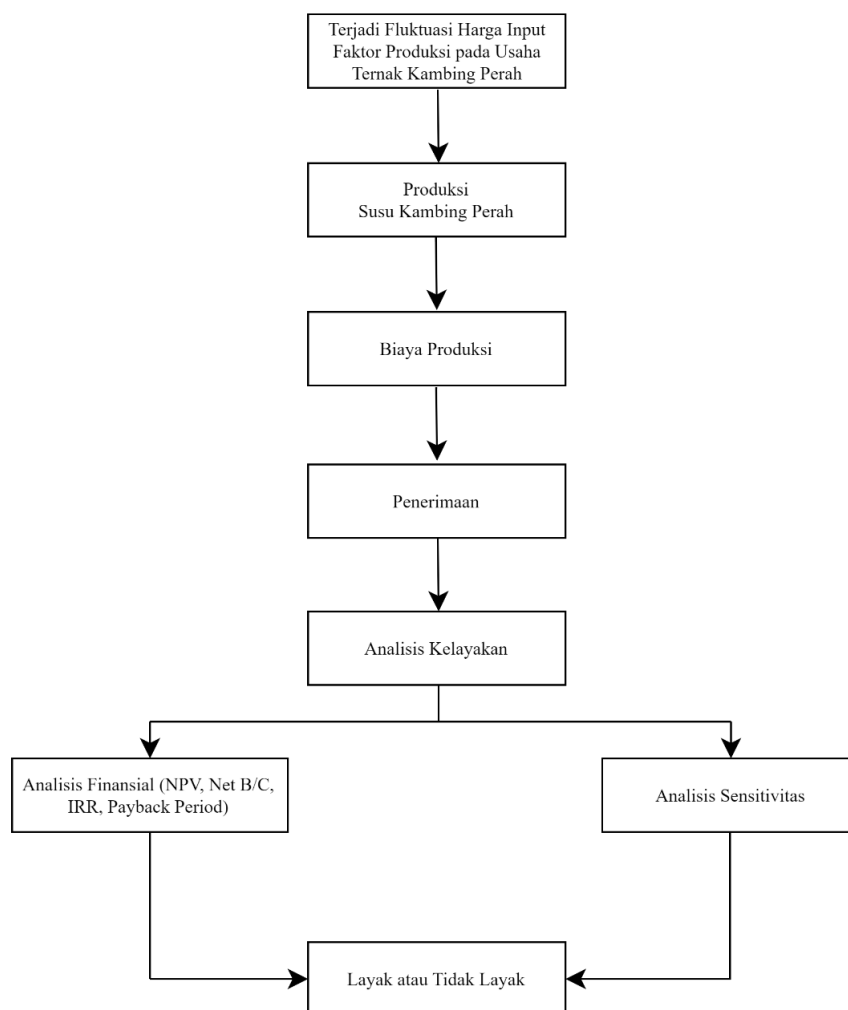 Terjadi Fluktuasi Harga Input
Faktor Produksi pada Usaha
Ternak Kambing Perah
Produksi
Susu Kambing Perah
Biaya Produksi
Penerimaan
Analisis Kelayakan
Analisis Finansial (NPV, Net B/C,
IRR, Payback Period)
Analisis Sensitivitas
Layak atau Tidak Layak